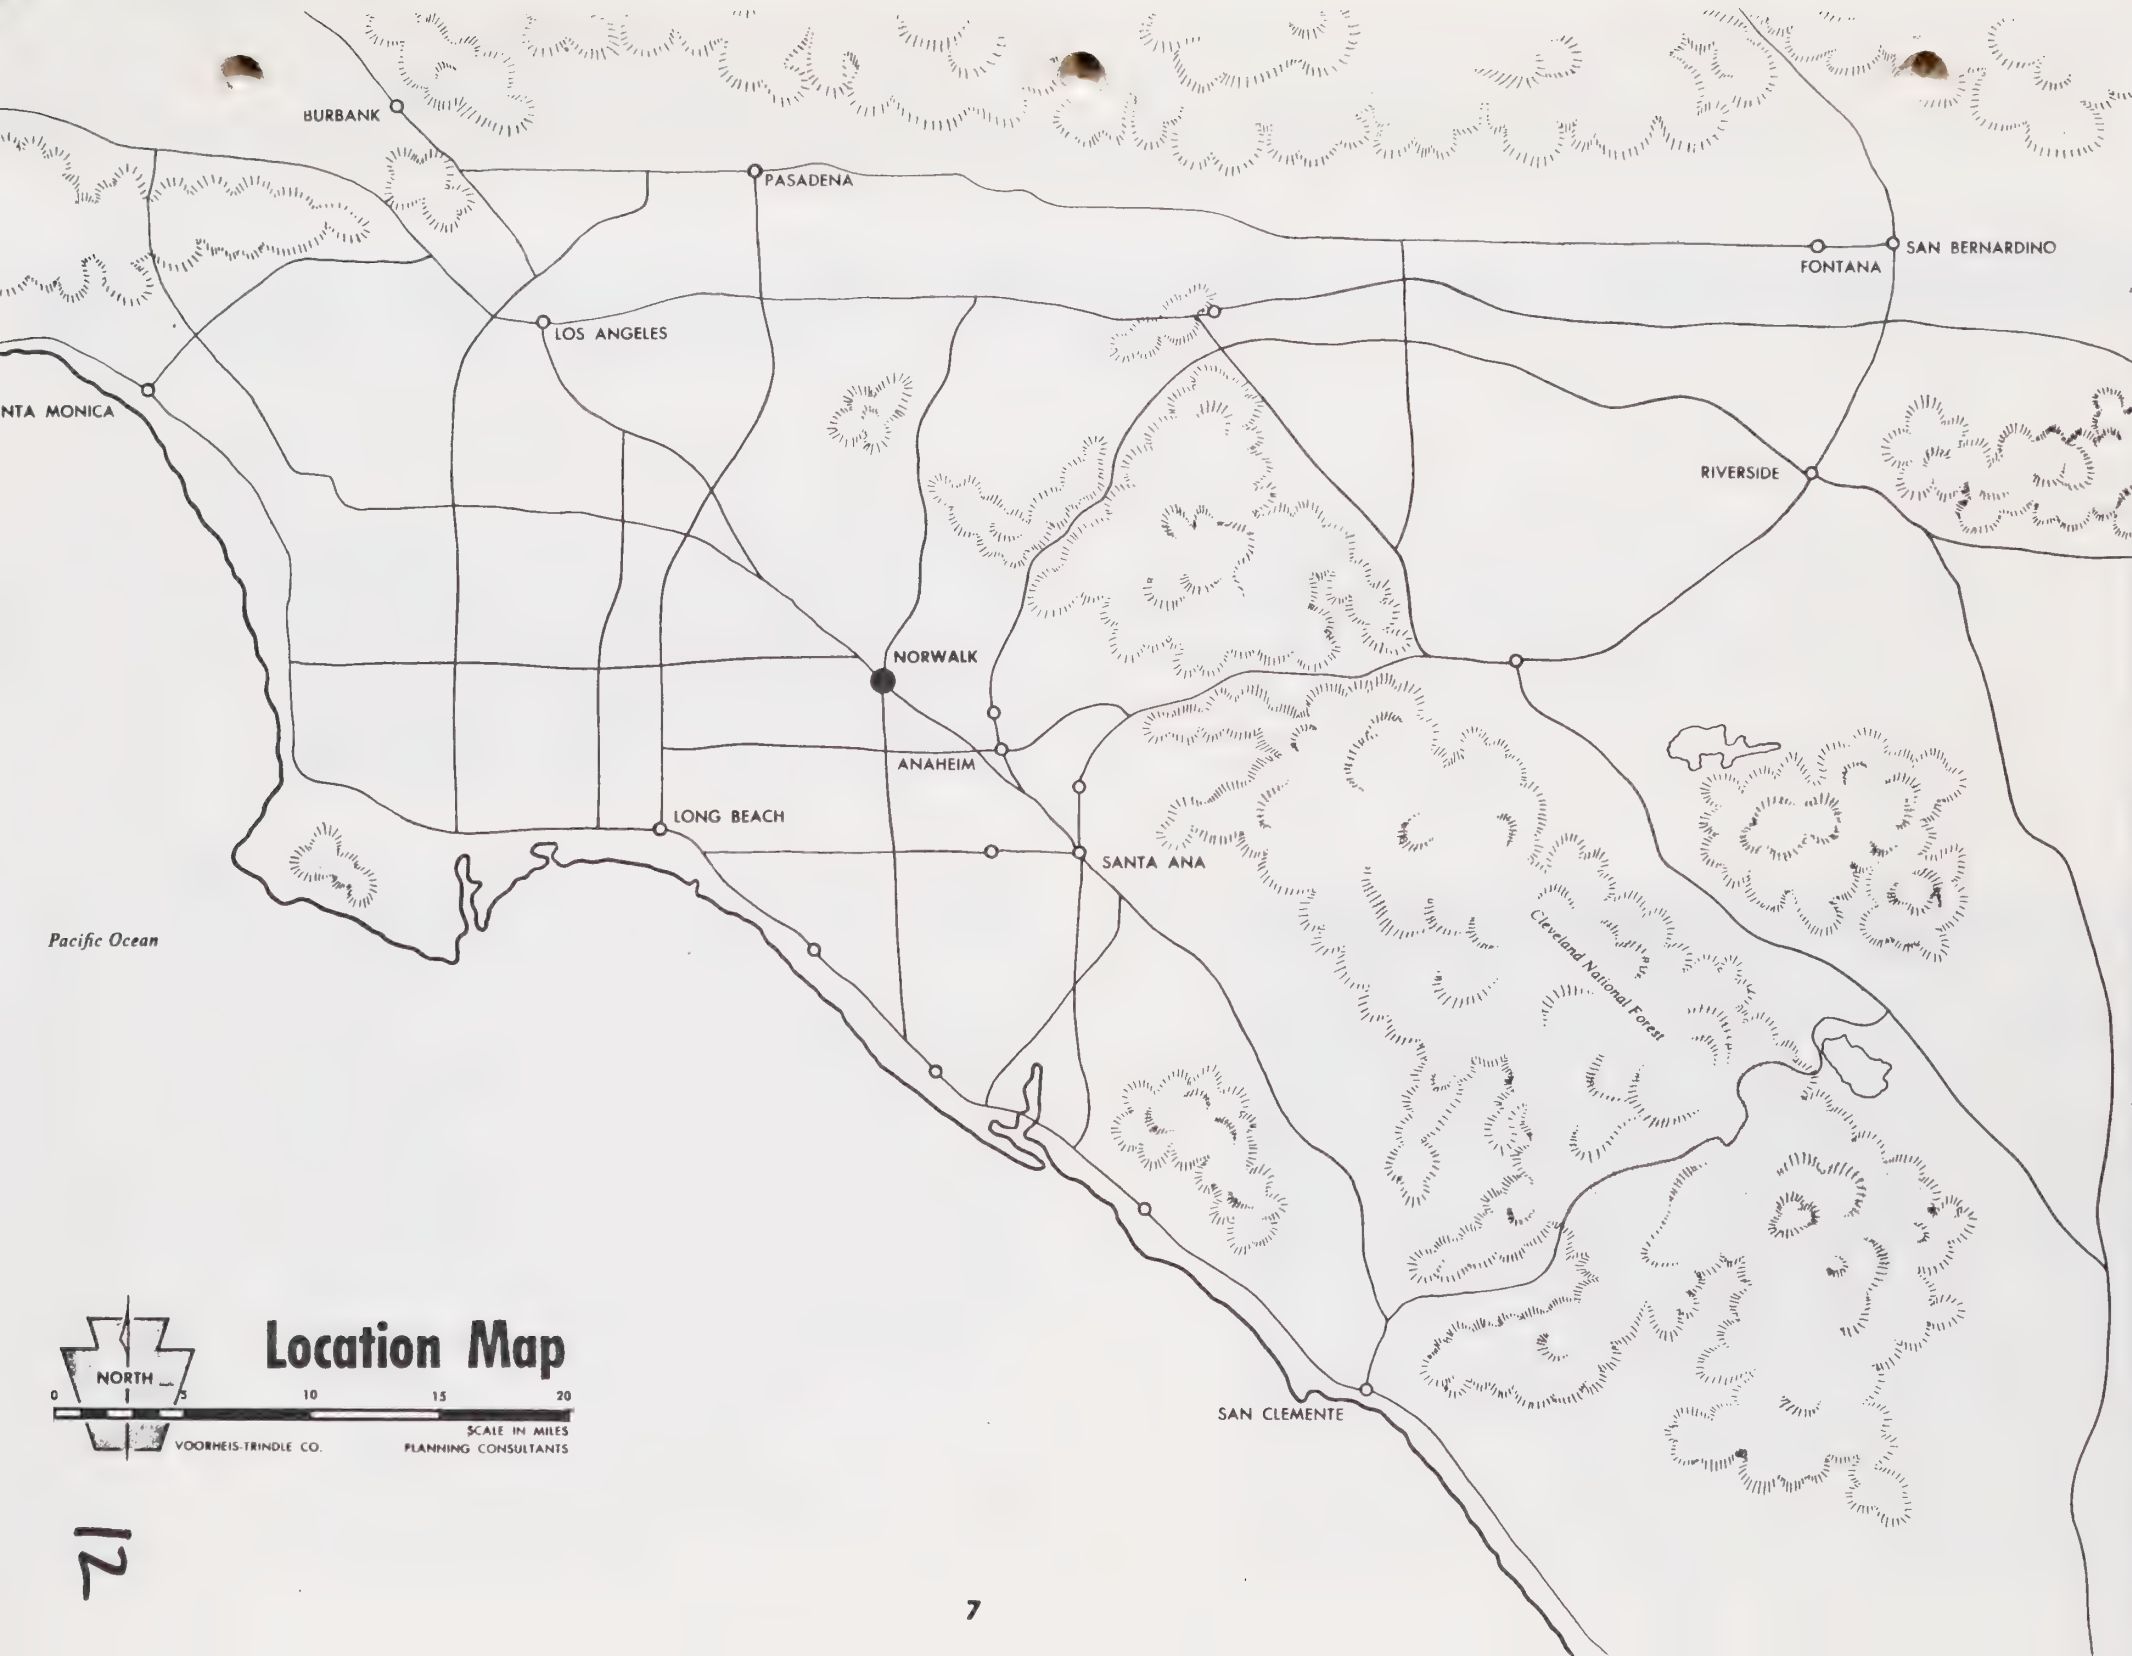 BURBANK
PASADENA
SAN BERNARDINO
FONTANA
LOS ANGELES
NTA MONICA
RIVERSIDE
NORWALK
ANAHEIM
LONG BEACH
SANTA ANA
Pacific Ocean
Cleveland National Forest
Location Map
NORTH
0 5 10 15 20
SCALE IN MILES
VOORHEIS-TRINDLE CO. PLANNING CONSULTANTS
SAN CLEMENTE
7